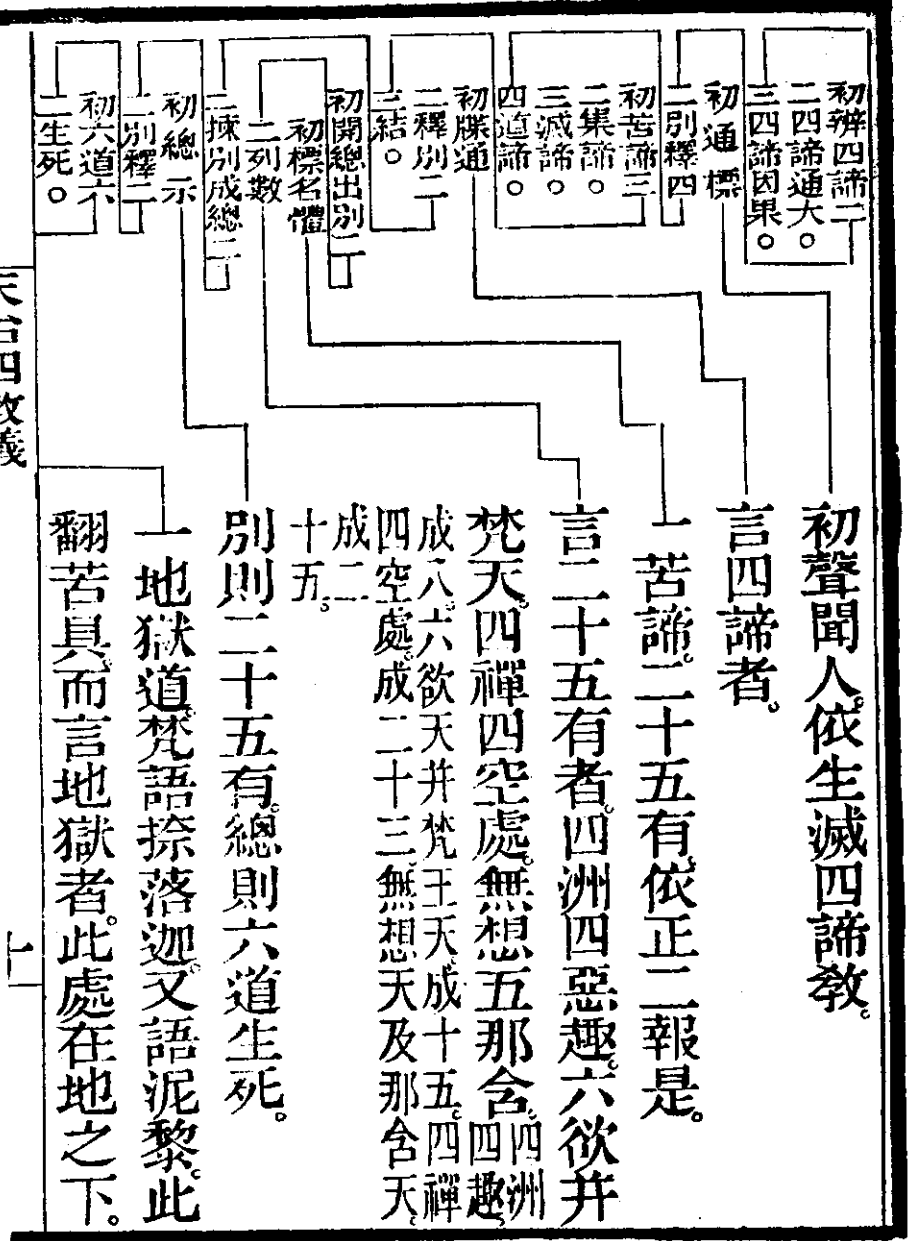 初辨四諦二
二四諦通大。
三四諦因果。
初通標
二別釋四
初苦諦三
二集諦。
三滅諦。
四道諦。
初牒通
二釋別二
三結。
初開總出別二
初標名體
二列數
二揀別成總二
初總示
二別釋二
初六道六
二生死。
初聲聞人。依生滅四諦教。
言四諦者。
一苦諦。二十五有。依正二報是。
言二十五有者。四洲四惡趣。六欲并
梵天。四禪四空處。無想五那含。四洲
四趣
成八。六欲天并梵王天。成十五。四禪
四空處。成二十三。無想天及那含天。
成二
十五。
別則二十五有。總則六道生死。
一地獄道。梵語捺落迦。又語泥黎。此
翻苦具。而言地獄者。此處在地之下。
天台四教義
十